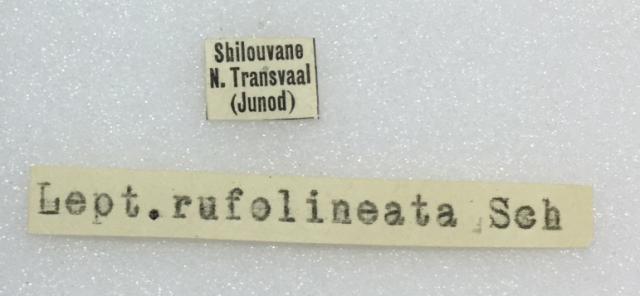 Shilouvane
N. Transvaal
(Junod)
Lept. rufolineata Sch